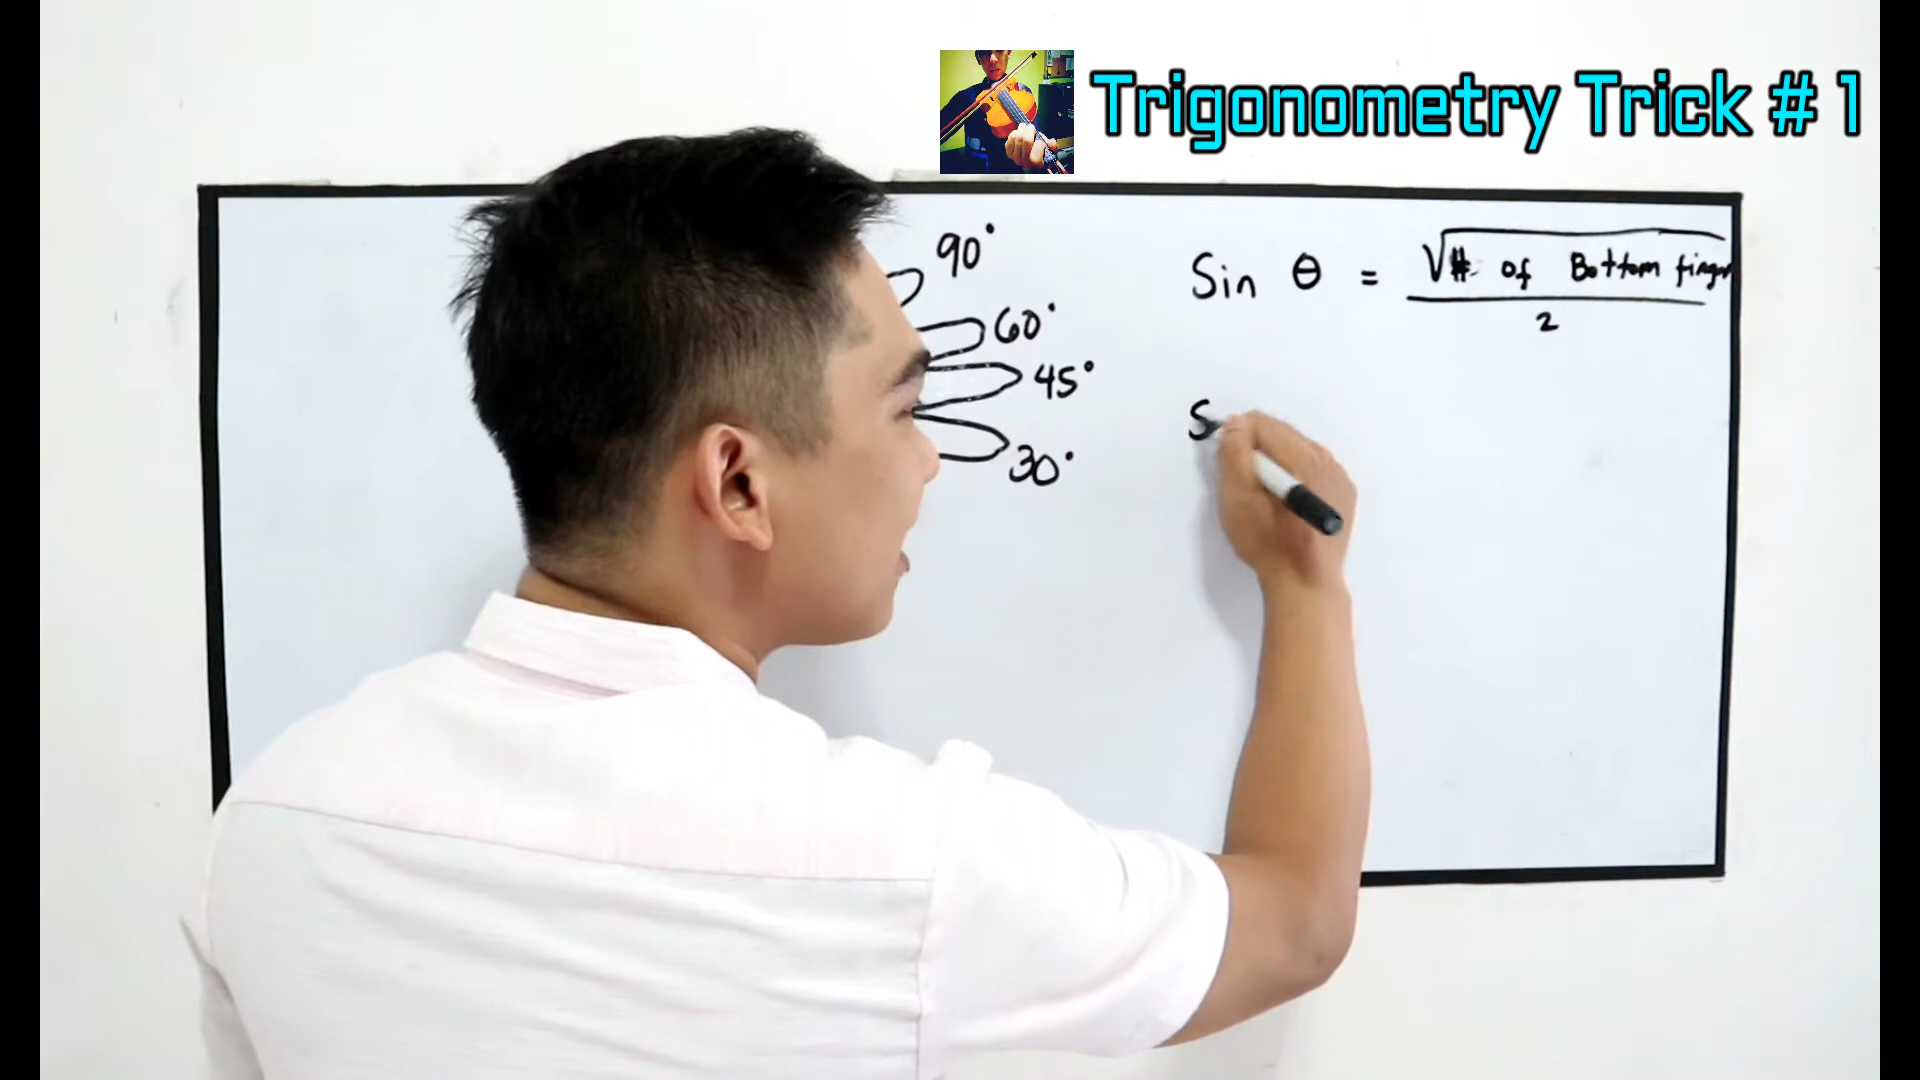 Trigonometry Trick # 1
90°
60°
45°
30°
Sin θ = √# of Bottom finger
2
S